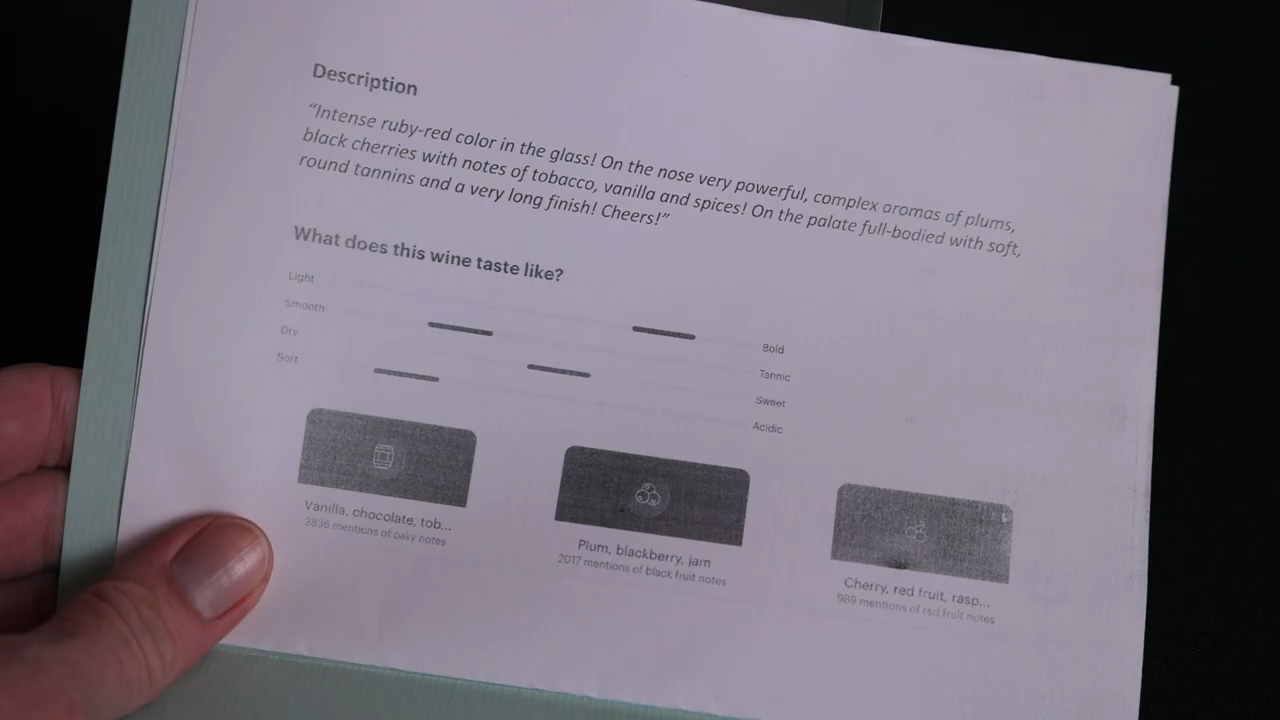 Description
“Intense ruby-red color in the glass! On the nose very powerful, complex aromas of plums,
black cherries with notes of tobacco, vanilla and spices! On the palate full-bodied with soft,
round tannins and a very long finish! Cheers!”
What does this wine taste like?
Light Bold
Smooth Tannic
Dry Sweet
Soft Acidic
Vanilla, chocolate, tob...
2836 mentions of oaky notes
Plum, blackberry, jam
2017 mentions of black fruit notes
Cherry, red fruit, rasp...
989 mentions of red fruit notes